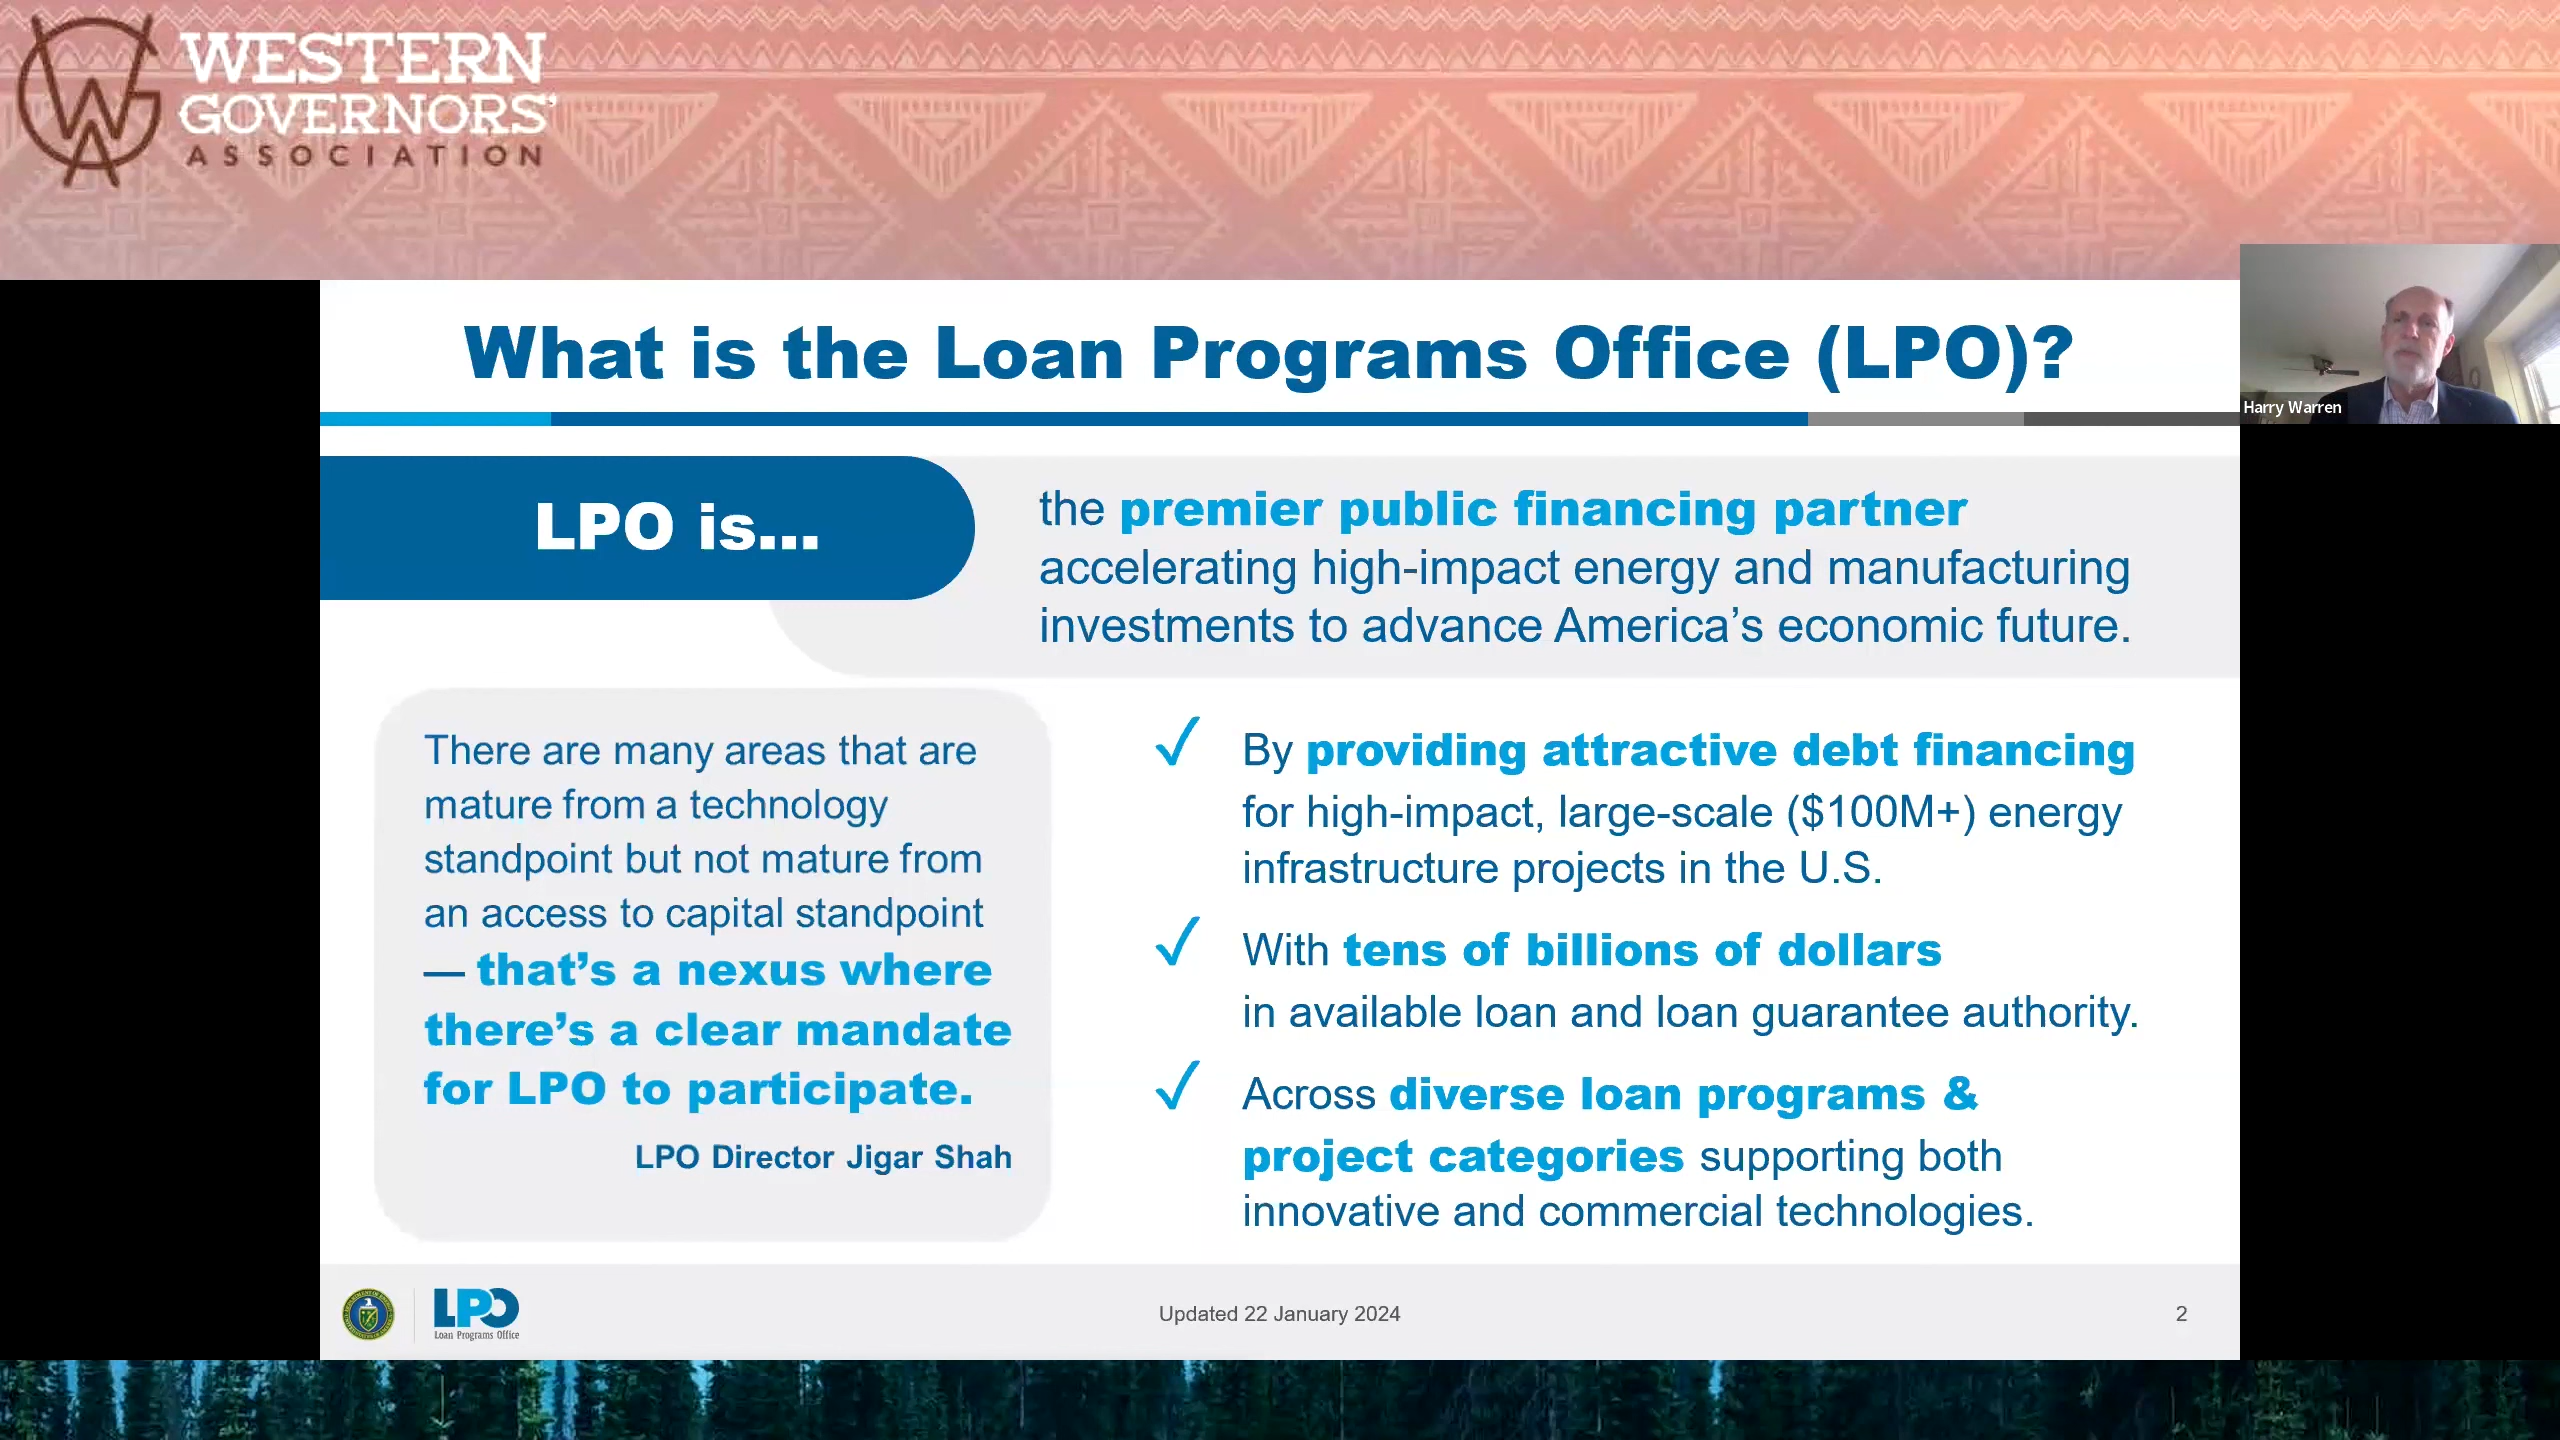 WESTERN
GOVERNORS'
ASSOCIATION
What is the Loan Programs Office (LPO)?
Harry Warren
LPO is...
the premier public financing partner
accelerating high-impact energy and manufacturing
investments to advance America's economic future.
There are many areas that are
mature from a technology
standpoint but not mature from
an access to capital standpoint
— that's a nexus where
there's a clear mandate
for LPO to participate.
LPO Director Jigar Shah
✓ By providing attractive debt financing
for high-impact, large-scale ($100M+) energy
infrastructure projects in the U.S.
✓ With tens of billions of dollars
in available loan and loan guarantee authority.
✓ Across diverse loan programs &
project categories supporting both
innovative and commercial technologies.
LPO
Loan Programs Office
Updated 22 January 2024
2